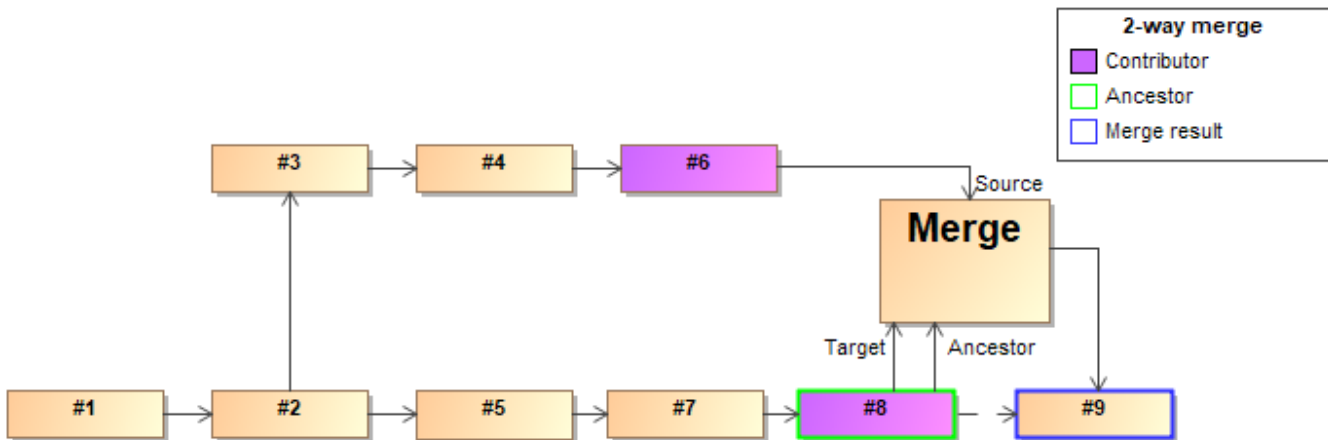 2-way merge
Contributor
Ancestor
Merge result
#3
#4
#6
Source
Merge
Target
Ancestor
#1
#2
#5
#7
#8
#9